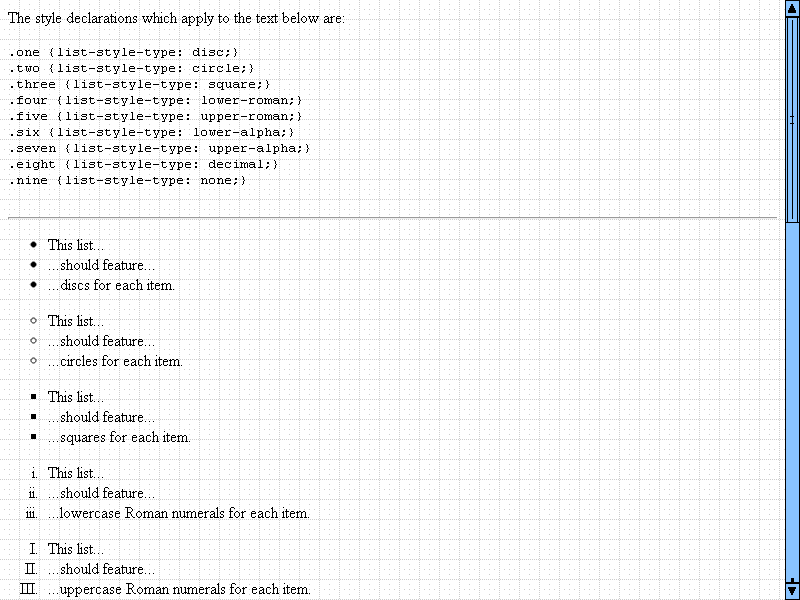 The style declarations which apply to the text below are:
.one {list-style-type: disc;}
.two {list-style-type: circle;}
.three {list-style-type: square;}
.four {list-style-type: lower-roman;}
.five {list-style-type: upper-roman;}
.six {list-style-type: lower-alpha;}
.seven {list-style-type: upper-alpha;}
.eight {list-style-type: decimal;}
.nine {list-style-type: none;}
• This list...
• ...should feature...
• ...discs for each item.
○ This list...
○ ...should feature...
○ ...circles for each item.
▪ This list...
▪ ...should feature...
▪ ...squares for each item.
i. This list...
ii. ...should feature...
iii. ...lowercase Roman numerals for each item.
I. This list...
II. ...should feature...
III. ...uppercase Roman numerals for each item.